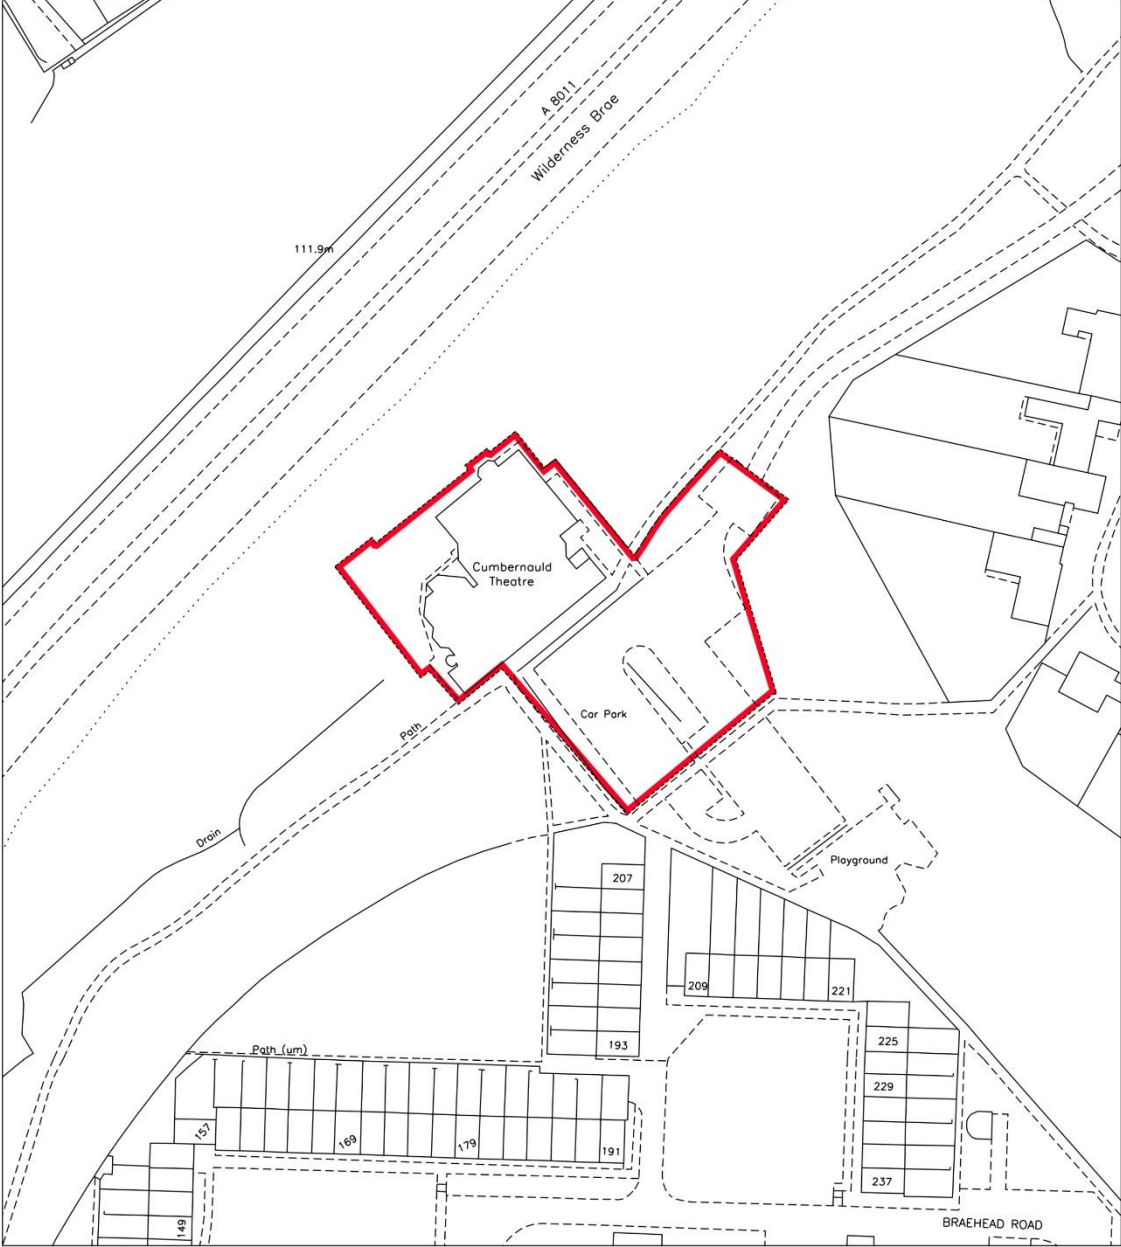 A 8011
Wilderness Brae
111.9m
Cumbernauld
Theatre
Car Park
Path
Drain
Playground
207
209
221
193
225
Path (um)
229
157
169
179
191
237
149
BRAEHEAD ROAD